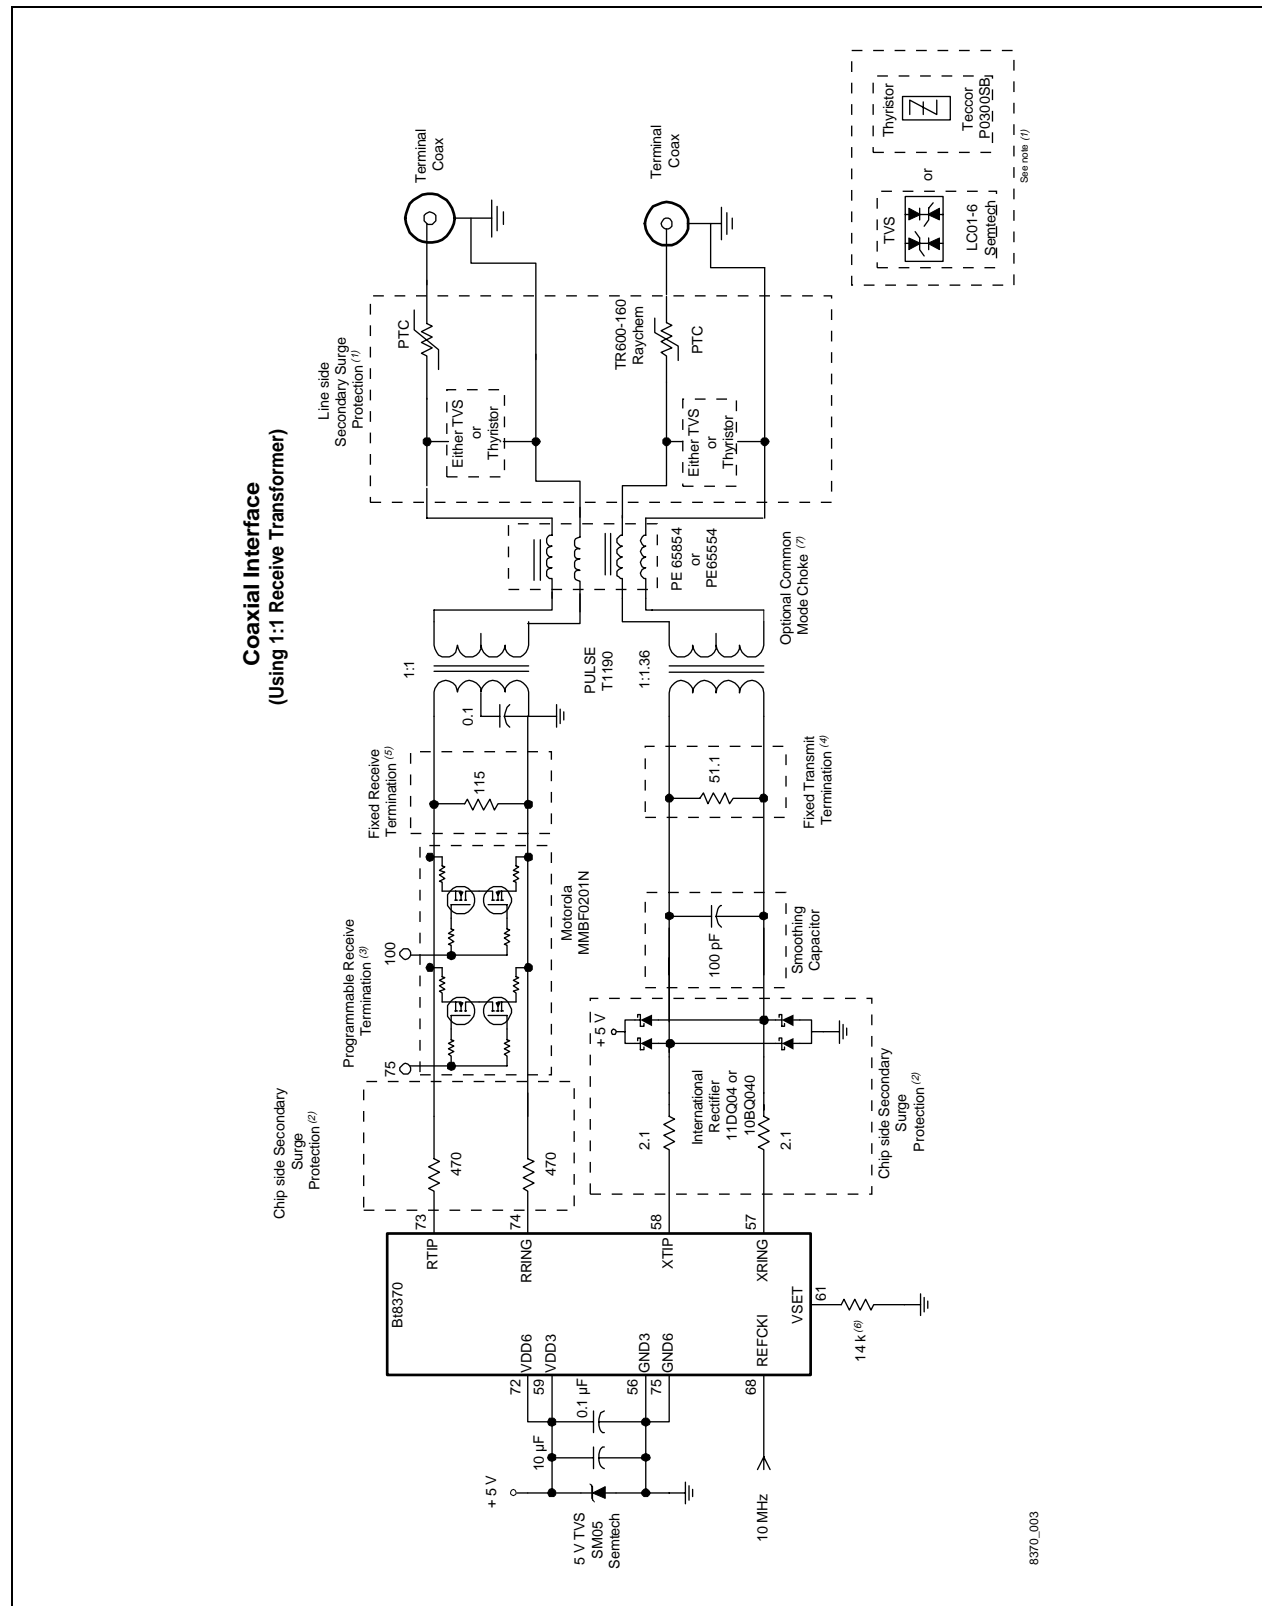 Coaxial Interface
(Using 1:1 Receive Transformer)
Chip side Secondary
Surge
Protection (2)
Programmable Receive
Termination (3)
Fixed Receive
Termination (5)
Line side
Secondary Surge
Protection (1)
Terminal
Coax
75
100
470
470
115
0.1
1:1
PTC
Either TVS
or
Thyristor
Motorola
MMBF0201N
Bt8370
RTIP
73
RRING
74
XTIP
58
XRING
57
VSET
61
14 k (6)
72
VDD6
59
VDD3
56
GND3
75
GND6
68
REFCKI
+ 5 V
10 µF
0.1 µF
5 V TVS
SM05
Semtech
10 MHz
2.1
2.1
International
Rectifier
11DQ04 or
10BQ040
+ 5 V
Chip side Secondary
Surge
Protection (2)
100 pF
Smoothing
Capacitor
51.1
Fixed Transmit
Termination (4)
PULSE
T1190
1:1.36
PE 65854
or
PE65554
Optional Common
Mode Choke (7)
Either TVS
or
Thyristor
TR600-160
Raychem
PTC
Terminal
Coax
TVS
LC01-6
Semtech
or
Thyristor
Teccor
P0300SB
See note (1)
8370_003